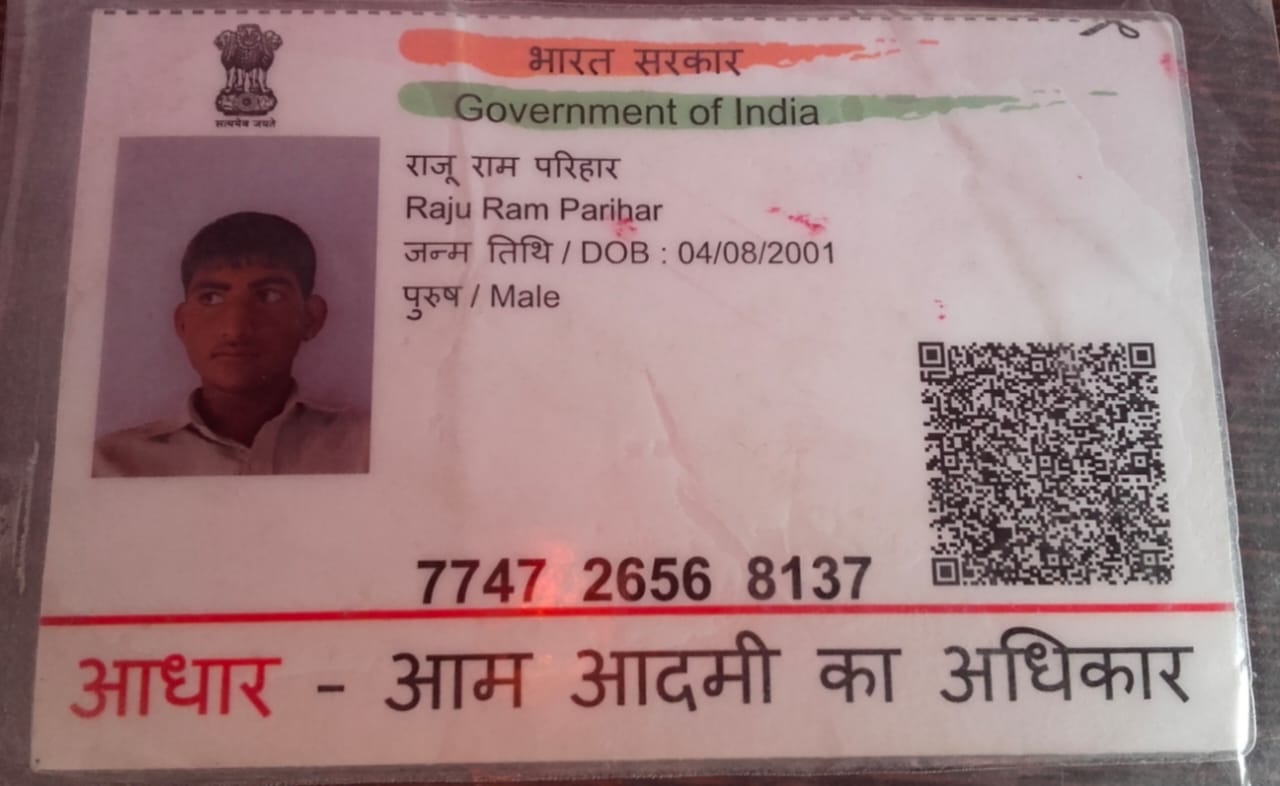 सत्यमेव जयते
भारत सरकार
Government of India
राजू राम परिहार
Raju Ram Parihar
जन्म तिथि / DOB : 04/08/2001
पुरुष / Male
7747 2656 8137
आधार - आम आदमी का अधिकार